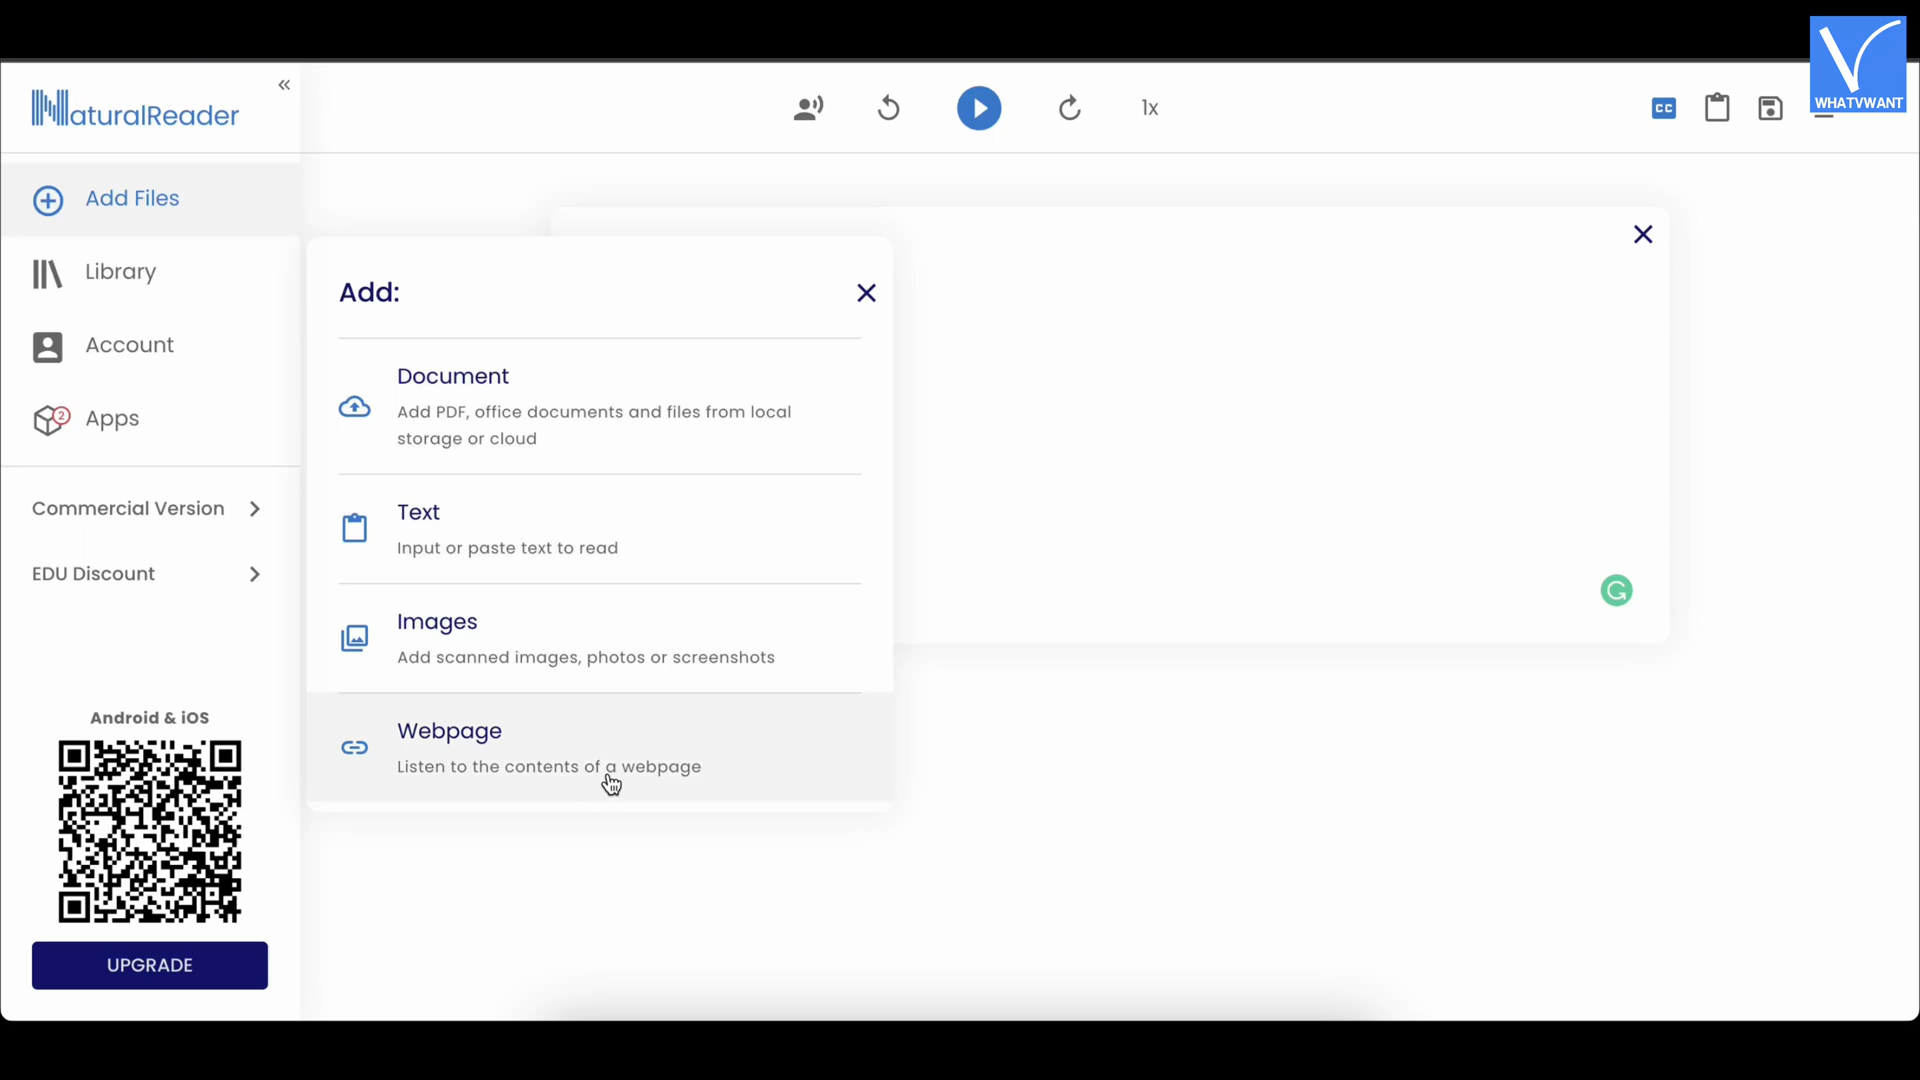 NaturalReader
«
1x
CC
WHATVWANT
Add Files
Library
Account
2
Apps
Commercial Version
EDU Discount
Add:
Document
Add PDF, office documents and files from local
storage or cloud
Text
Input or paste text to read
Images
Add scanned images, photos or screenshots
Webpage
Listen to the contents of a webpage
Android & iOS
UPGRADE